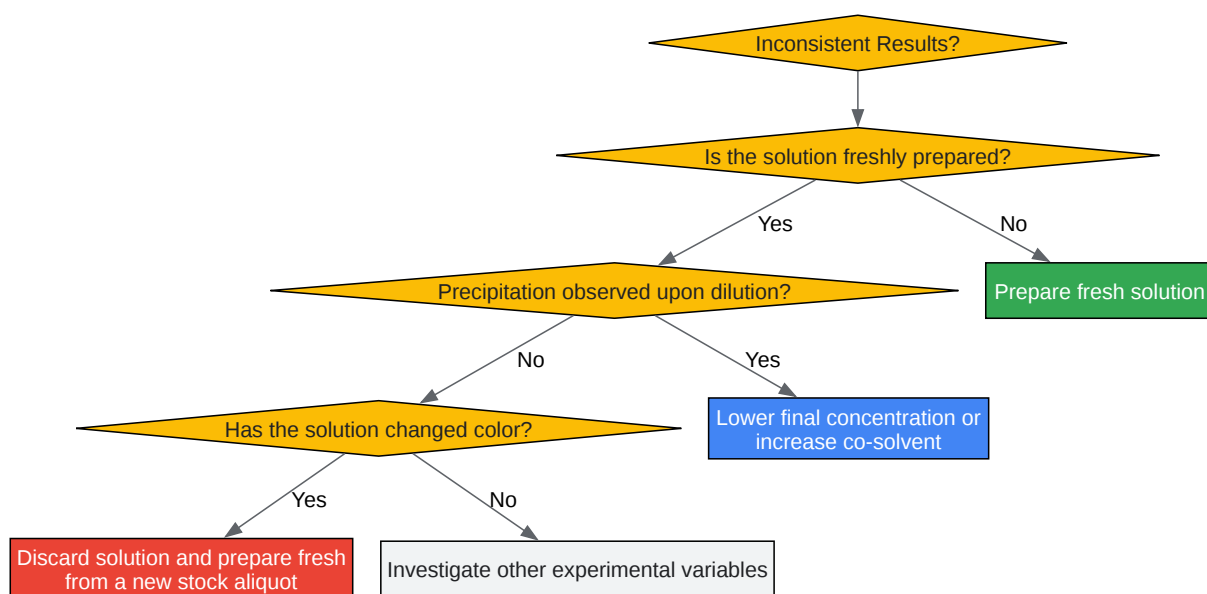 Inconsistent Results?
Is the solution freshly prepared?
Yes
No
Precipitation observed upon dilution?
Prepare fresh solution
No
Yes
Has the solution changed color?
Lower final concentration or
increase co-solvent
Yes
No
Discard solution and prepare fresh
from a new stock aliquot
Investigate other experimental variables